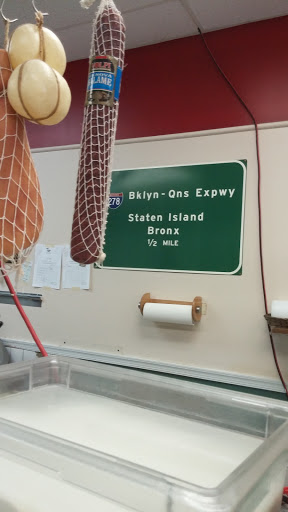 278
Bklyn - Qns Expwy
Staten Island
Bronx
½ MILE